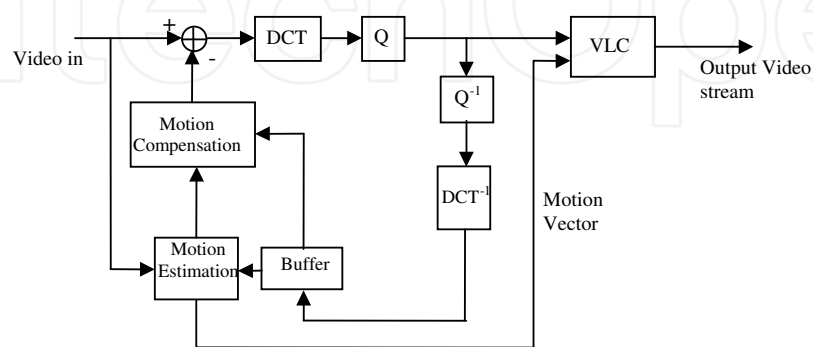 +
DCT
Q
VLC
Video in
-
Output Video
stream
Q-1
Motion
Compensation
DCT-1
Motion
Vector
Motion
Estimation
Buffer